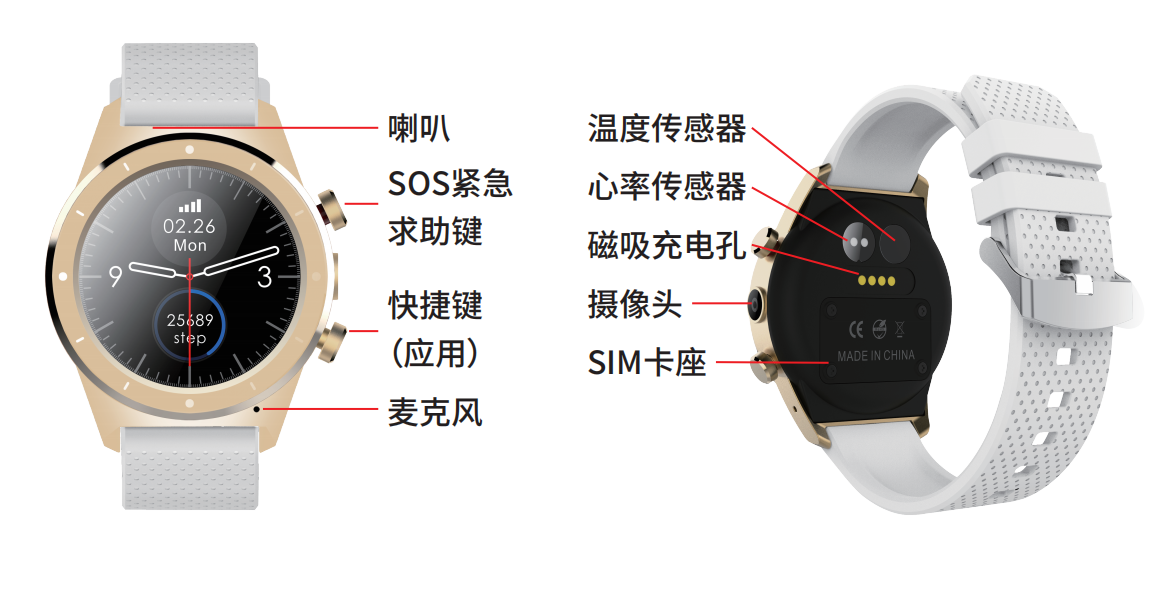 喇叭
SOS紧急
求助键
快捷键
（应用）
麦克风
02.26
Mon
9
3
25689
step
温度传感器
心率传感器
磁吸充电孔
摄像头
SIM卡座
CE
MADE IN CHINA